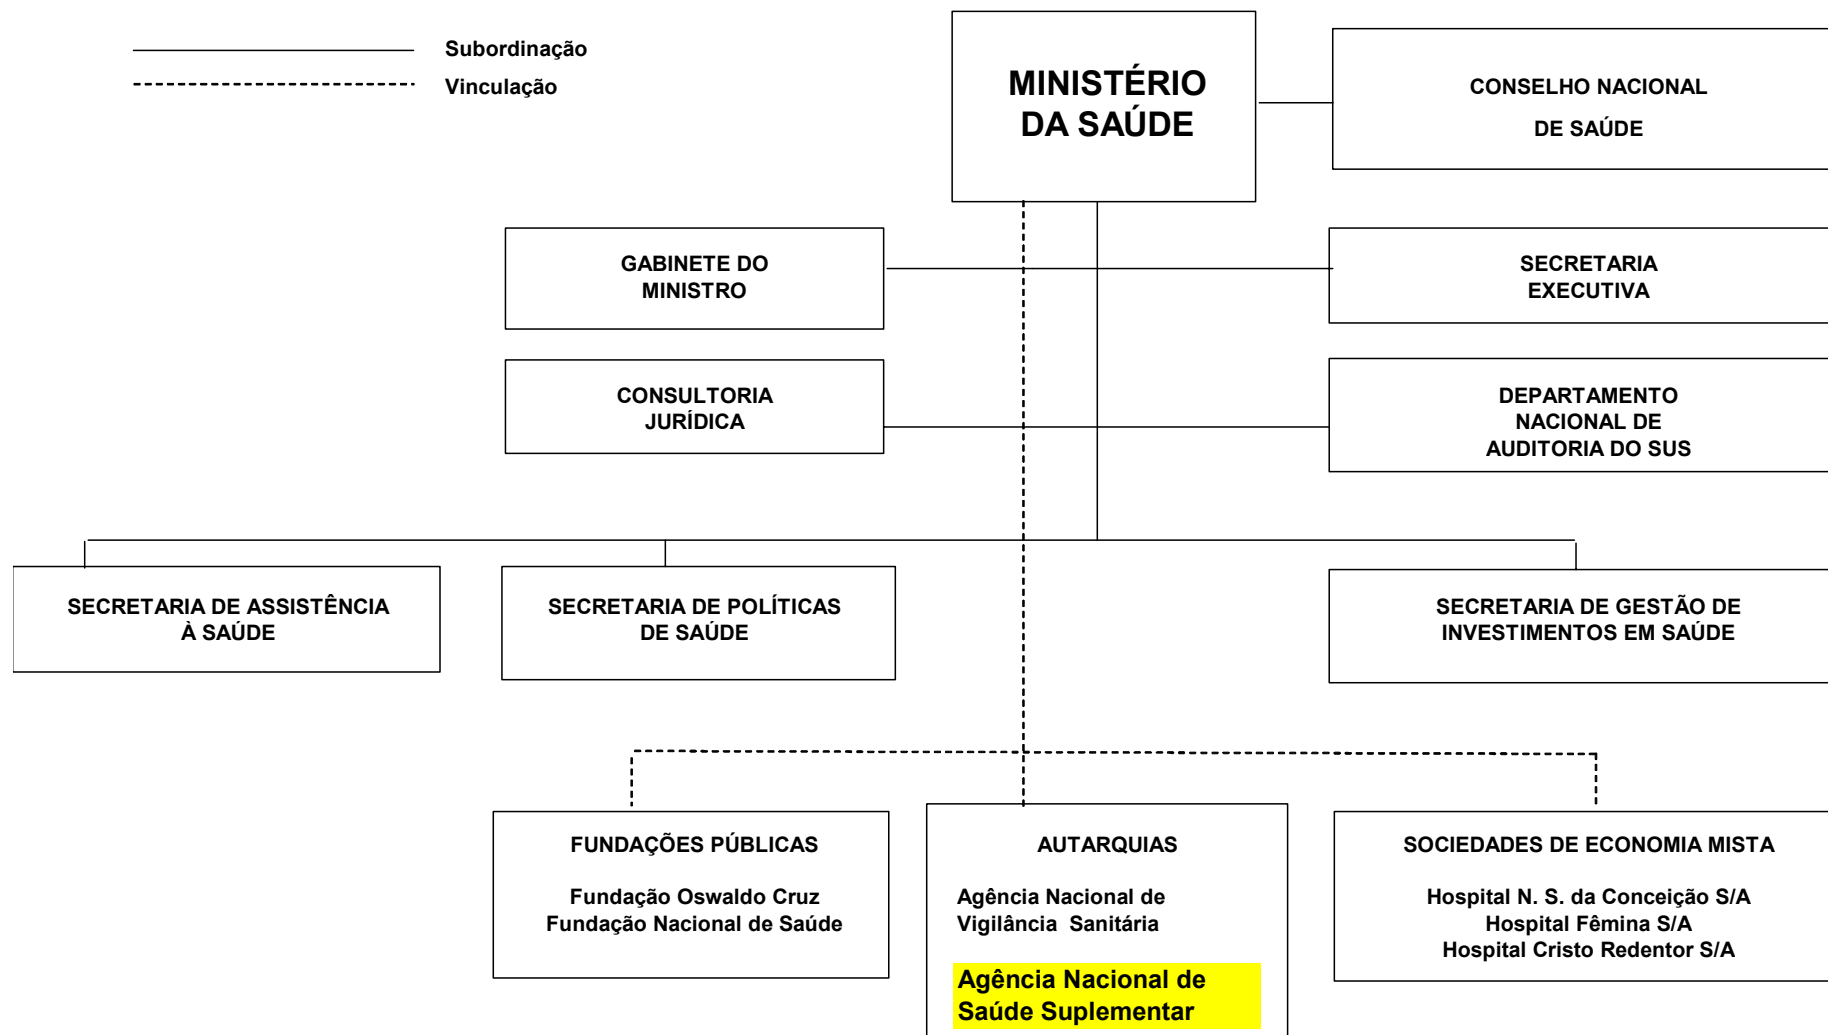 Subordinação
Vinculação
MINISTÉRIO
DA SAÚDE
CONSELHO NACIONAL
DE SAÚDE
GABINETE DO
MINISTRO
SECRETARIA
EXECUTIVA
CONSULTORIA
JURÍDICA
DEPARTAMENTO
NACIONAL DE
AUDITORIA DO SUS
SECRETARIA DE ASSISTÊNCIA
À SAÚDE
SECRETARIA DE POLÍTICAS
DE SAÚDE
SECRETARIA DE GESTÃO DE
INVESTIMENTOS EM SAÚDE
FUNDAÇÕES PÚBLICAS
Fundação Oswaldo Cruz
Fundação Nacional de Saúde
AUTARQUIAS
Agência Nacional de
Vigilância Sanitária
Agência Nacional de
Saúde Suplementar
SOCIEDADES DE ECONOMIA MISTA
Hospital N. S. da Conceição S/A
Hospital Fêmina S/A
Hospital Cristo Redentor S/A